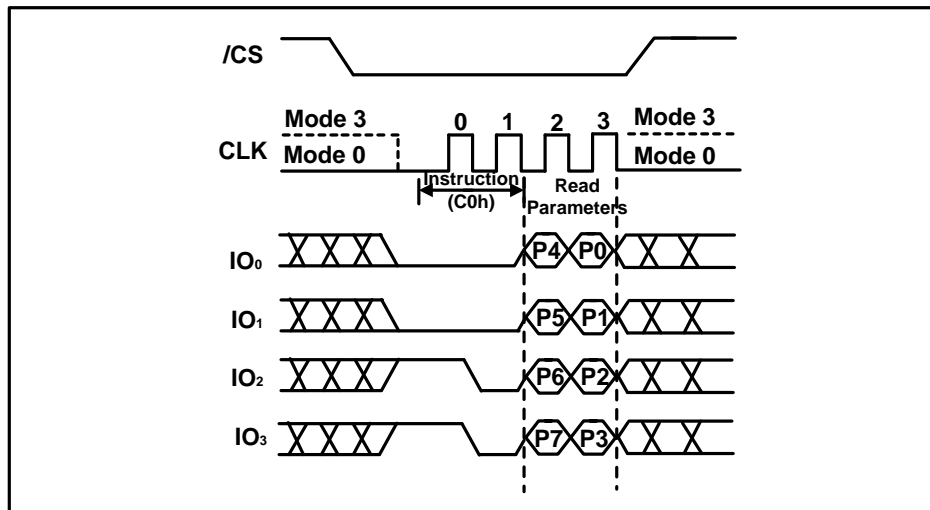 /CS
Mode 3
0 1 2 3
Mode 3
CLK
Mode 0
Mode 0
Instruction
(C0h)
Read
Parameters
IO0
P4 P0
IO1
P5 P1
IO2
P6 P2
IO3
P7 P3